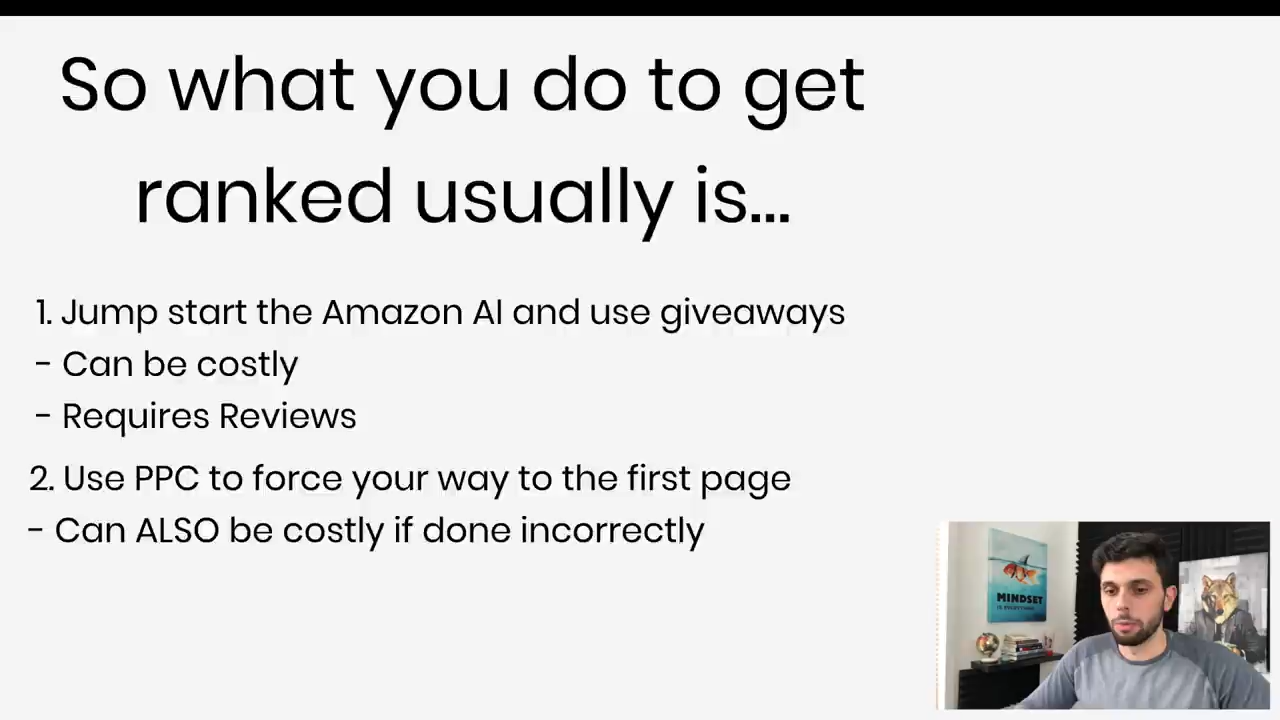 So what you do to get
ranked usually is...
1. Jump start the Amazon AI and use giveaways
- Can be costly
- Requires Reviews
2. Use PPC to force your way to the first page
- Can ALSO be costly if done incorrectly
MINDSET
IS EVERYTHING